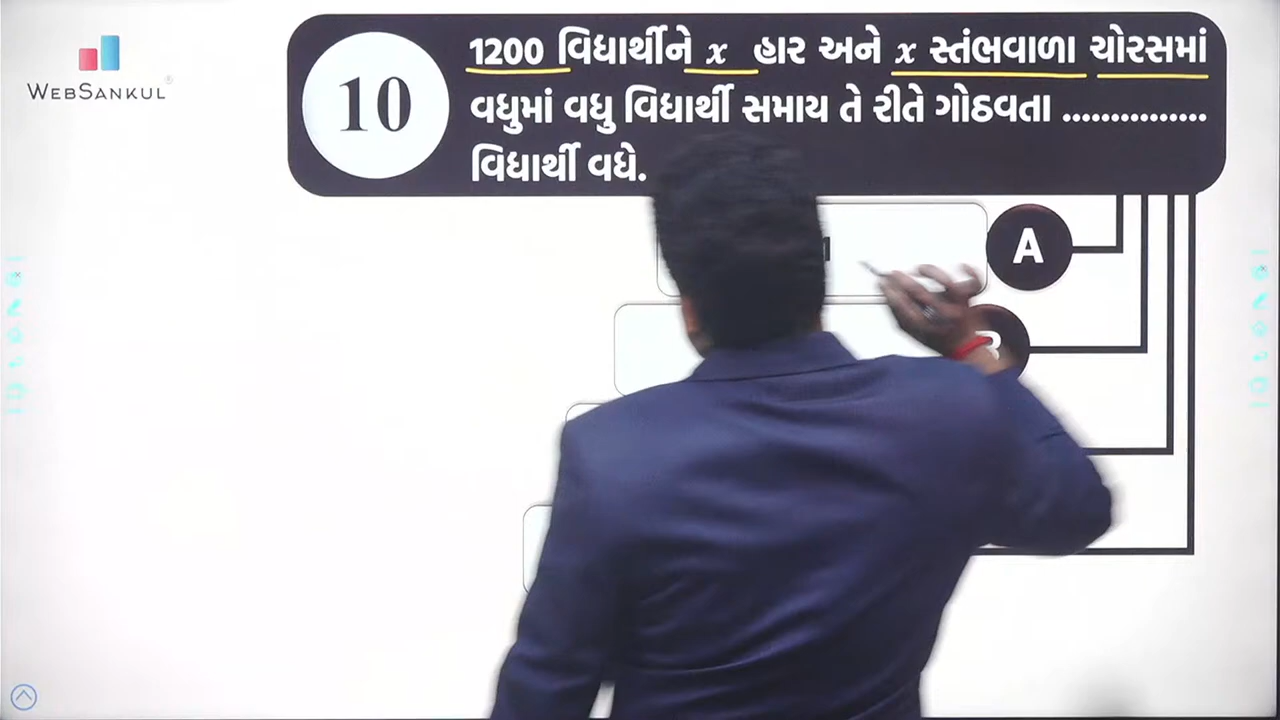 WEBSANKUL
10
1200 વિદ્યાર્થીને x હાર અને x સ્તંભવાળા ચોરસમાં
વધુમાં વધુ વિદ્યાર્થી સમાય તે રીતે ગોઠવતા ...............
વિદ્યાર્થી વધે.
A